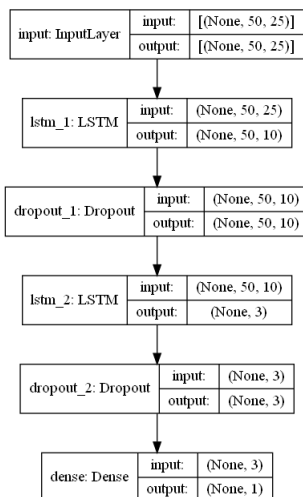 input: InputLayer
input: [(None, 50, 25)]
output: [(None, 50, 25)]
lstm_1: LSTM
input: (None, 50, 25)
output: (None, 50, 10)
dropout_1: Dropout
input: (None, 50, 10)
output: (None, 50, 10)
lstm_2: LSTM
input: (None, 50, 10)
output: (None, 3)
dropout_2: Dropout
input: (None, 3)
output: (None, 3)
dense: Dense
input: (None, 3)
output: (None, 1)